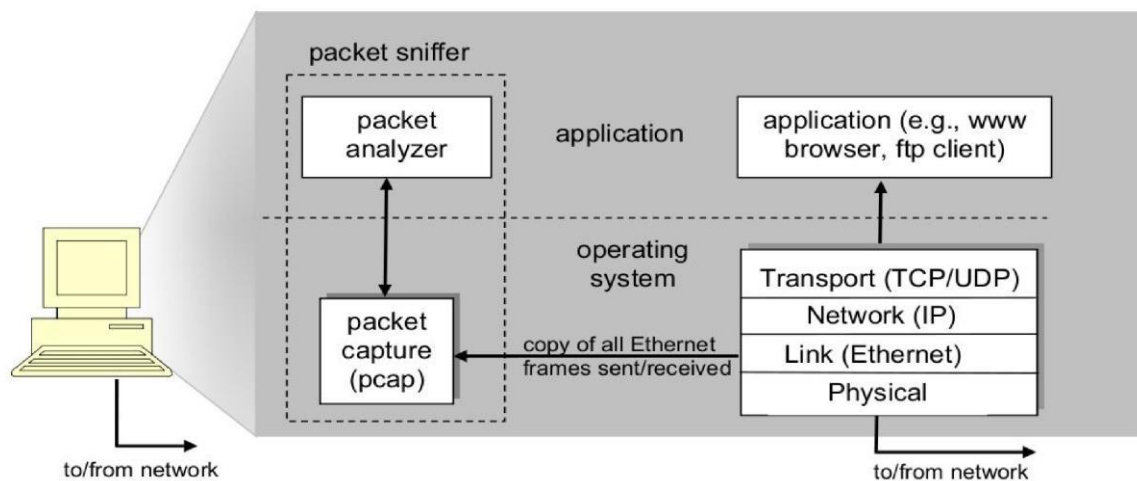 packet sniffer
packet
analyzer
application
application (e.g., www
browser, ftp client)
operating
system
packet
capture
(pcap)
copy of all Ethernet
frames sent/received
Transport (TCP/UDP)
Network (IP)
Link (Ethernet)
Physical
to/from network
to/from network